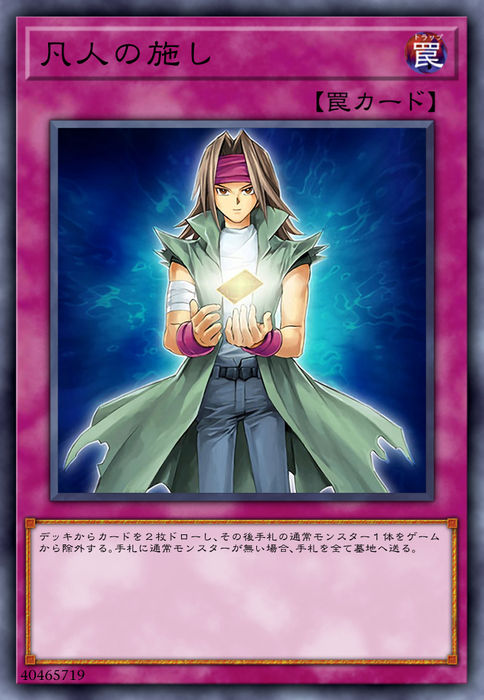 凡人の施し
トラップ
罠
【罠カード】
デッキからカードを２枚ドローし、その後手札の通常モンスター１体をゲーム
から除外する。手札に通常モンスターが無い場合、手札を全て墓地へ送る。
40465719